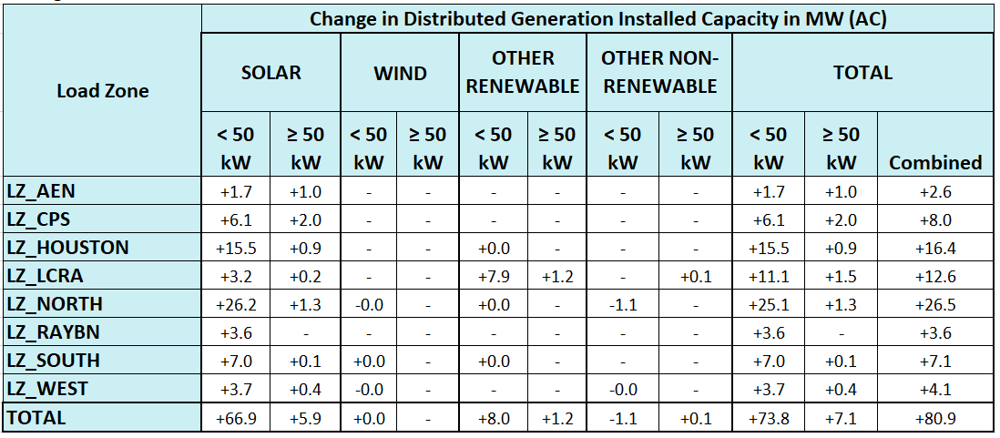 Change in Distributed Generation Installed Capacity in MW (AC)
Load Zone SOLAR WIND OTHER RENEWABLE OTHER NON-RENEWABLE TOTAL
< 50 kW ≥ 50 kW < 50 kW ≥ 50 kW < 50 kW ≥ 50 kW < 50 kW ≥ 50 kW < 50 kW ≥ 50 kW Combined
LZ_AEN +1.7 +1.0 - - - - - - +1.7 +1.0 +2.6
LZ_CPS +6.1 +2.0 - - - - - - +6.1 +2.0 +8.0
LZ_HOUSTON +15.5 +0.9 - - +0.0 - - - +15.5 +0.9 +16.4
LZ_LCRA +3.2 +0.2 - - +7.9 +1.2 - +0.1 +11.1 +1.5 +12.6
LZ_NORTH +26.2 +1.3 -0.0 - +0.0 - -1.1 - +25.1 +1.3 +26.5
LZ_RAYBN +3.6 - - - - - - - +3.6 - +3.6
LZ_SOUTH +7.0 +0.1 +0.0 - +0.0 - - - +7.0 +0.1 +7.1
LZ_WEST +3.7 +0.4 -0.0 - - - -0.0 - +3.7 +0.4 +4.1
TOTAL +66.9 +5.9 +0.0 - +8.0 +1.2 -1.1 +0.1 +73.8 +7.1 +80.9